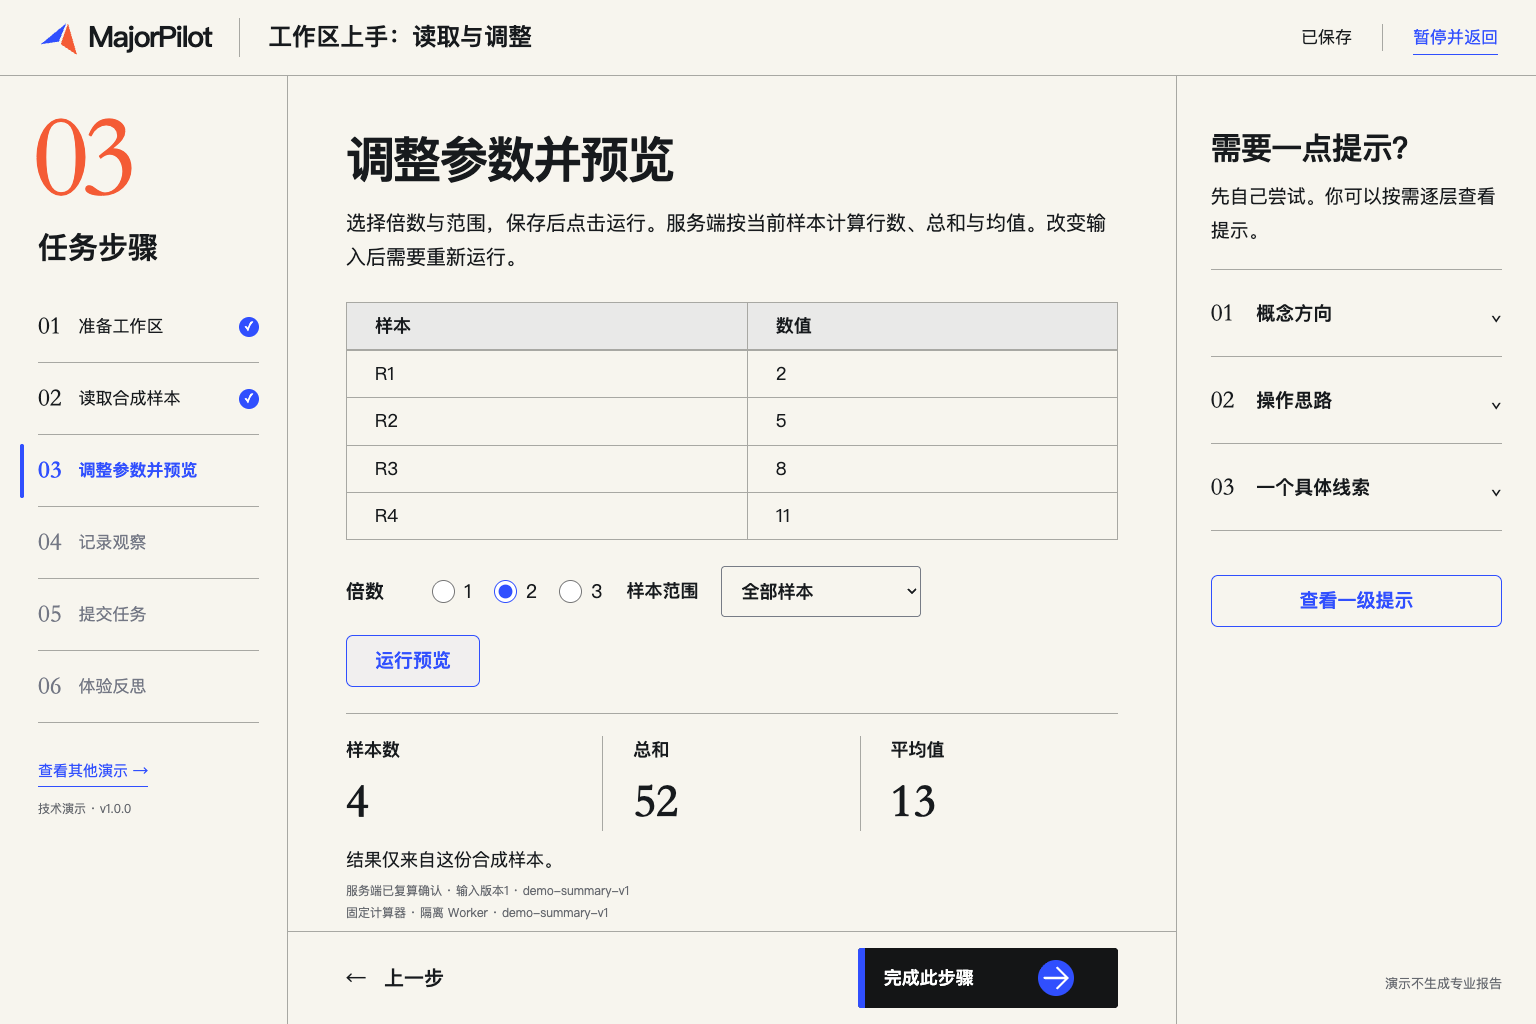 MajorPilot
工作区上手：读取与调整
已保存
暂停并返回
03
任务步骤
01 准备工作区
02 读取合成样本
03 调整参数并预览
04 记录观察
05 提交任务
06 体验反思
查看其他演示 →
技术演示 · v1.0.0
调整参数并预览
选择倍数与范围，保存后点击运行。服务端按当前样本计算行数、总和与均值。改变输
入后需要重新运行。
样本 数值
R1 2
R2 5
R3 8
R4 11
倍数 1 2 3 样本范围 全部样本
运行预览
样本数 总和 平均值
4 52 13
结果仅来自这份合成样本。
服务端已复算确认 · 输入版本1 · demo-summary-v1
固定计算器 · 隔离 Worker · demo-summary-v1
← 上一步
完成此步骤
需要一点提示？
先自己尝试。你可以按需逐层查看
提示。
01 概念方向
02 操作思路
03 一个具体线索
查看一级提示
演示不生成专业报告